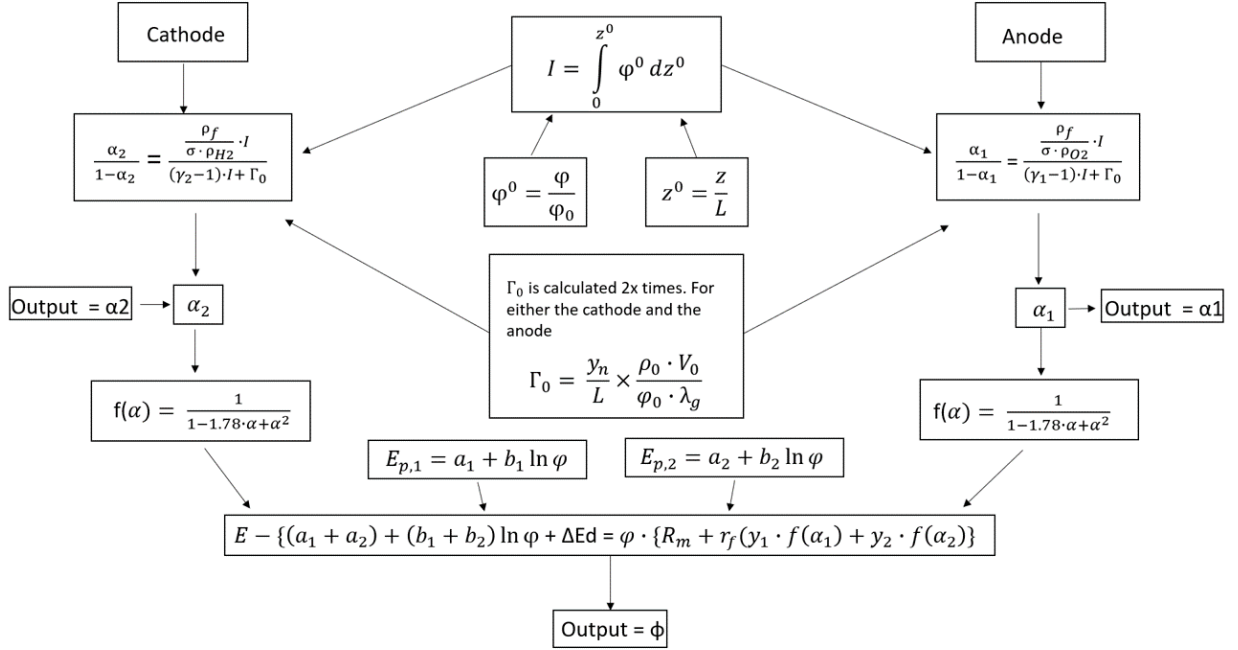 Cathode
I = ∫₀^{z⁰} φ⁰ dz⁰
Anode
α₂/(1−α₂) = (ρ_f/(σ·ρ_H2) ·I)/((γ₂−1)·I+Γ₀)
φ⁰ = φ/φ₀
z⁰ = z/L
α₁/(1−α₁) = (ρ_f/(σ·ρ_O2) ·I)/((γ₁−1)·I+Γ₀)
Γ₀ is calculated 2x times. For
either the cathode and the
anode
Γ₀ = y_n/L × (ρ₀ · V₀)/(φ₀ · λ_g)
Output = α2
α₂
α₁
Output = α1
f(α) = 1/(1−1.78·α+α²)
f(α) = 1/(1−1.78·α+α²)
E_{p,1} = a₁ + b₁ ln φ
E_{p,2} = a₂ + b₂ ln φ
E − {(a₁ + a₂) + (b₁ + b₂) ln φ + ΔEd = φ · {R_m + r_f(y₁ · f(α₁) + y₂ · f(α₂)}
Output = ϕ